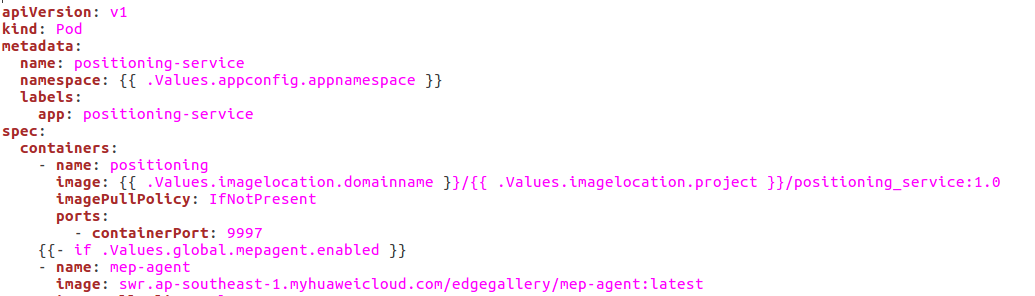 apiVersion: v1
kind: Pod
metadata:
  name: positioning-service
  namespace: {{ .Values.appconfig.appnamespace }}
  labels:
    app: positioning-service
spec:
  containers:
    - name: positioning
      image: {{ .Values.imagelocation.domainname }}/{{ .Values.imagelocation.project }}/positioning_service:1.0
      imagePullPolicy: IfNotPresent
      ports:
        - containerPort: 9997
    {{- if .Values.global.mepagent.enabled }}
    - name: mep-agent
      image: swr.ap-southeast-1.myhuaweicloud.com/edgegallery/mep-agent:latest